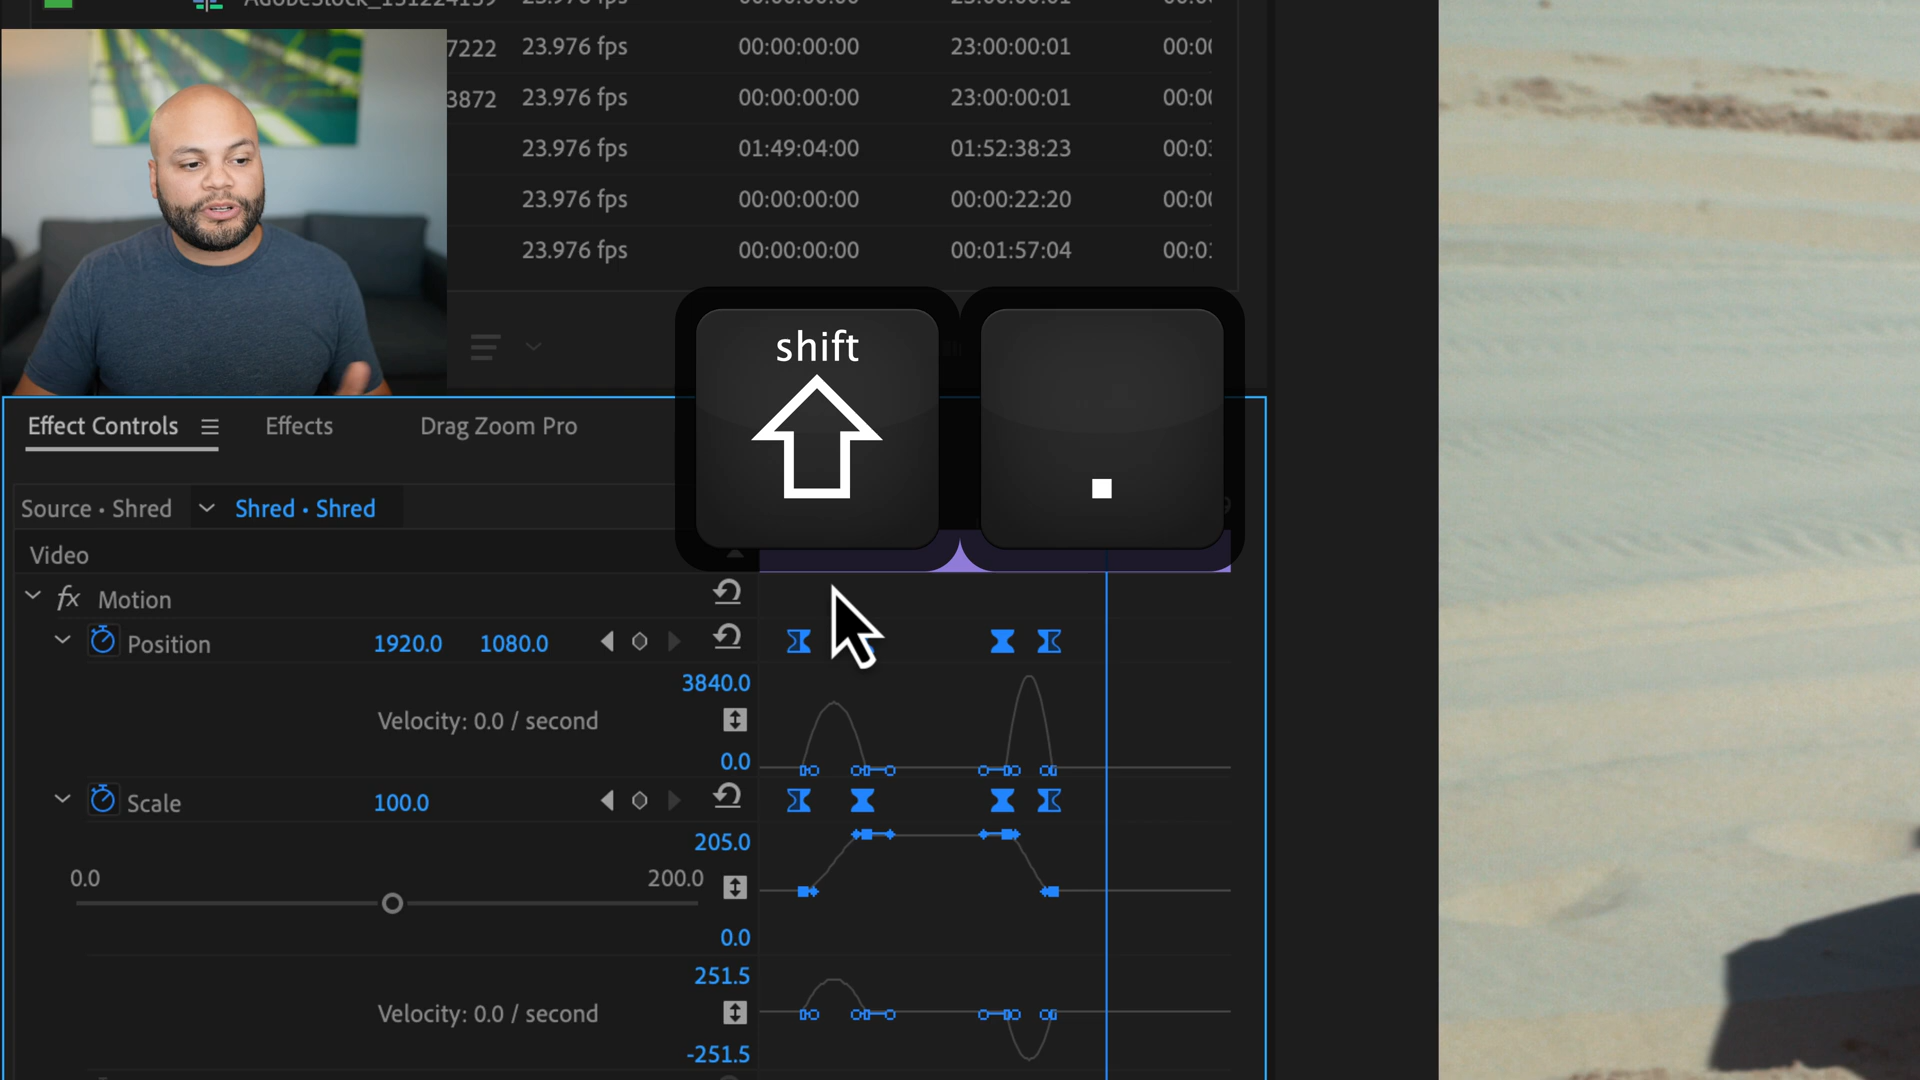 7222 23.976 fps 00:00:00:00 23:00:00:01
3872 23.976 fps 00:00:00:00 23:00:00:01
23.976 fps 01:49:04:00 01:52:38:23
23.976 fps 00:00:00:00 00:00:22:20
23.976 fps 00:00:00:00 00:01:57:04
shift
.
Effect Controls Effects Drag Zoom Pro
Source • Shred Shred • Shred
Video
fx Motion
Position 1920.0 1080.0
3840.0
Velocity: 0.0 / second
0.0
Scale 100.0
205.0
0.0 200.0
0.0
251.5
Velocity: 0.0 / second
-251.5